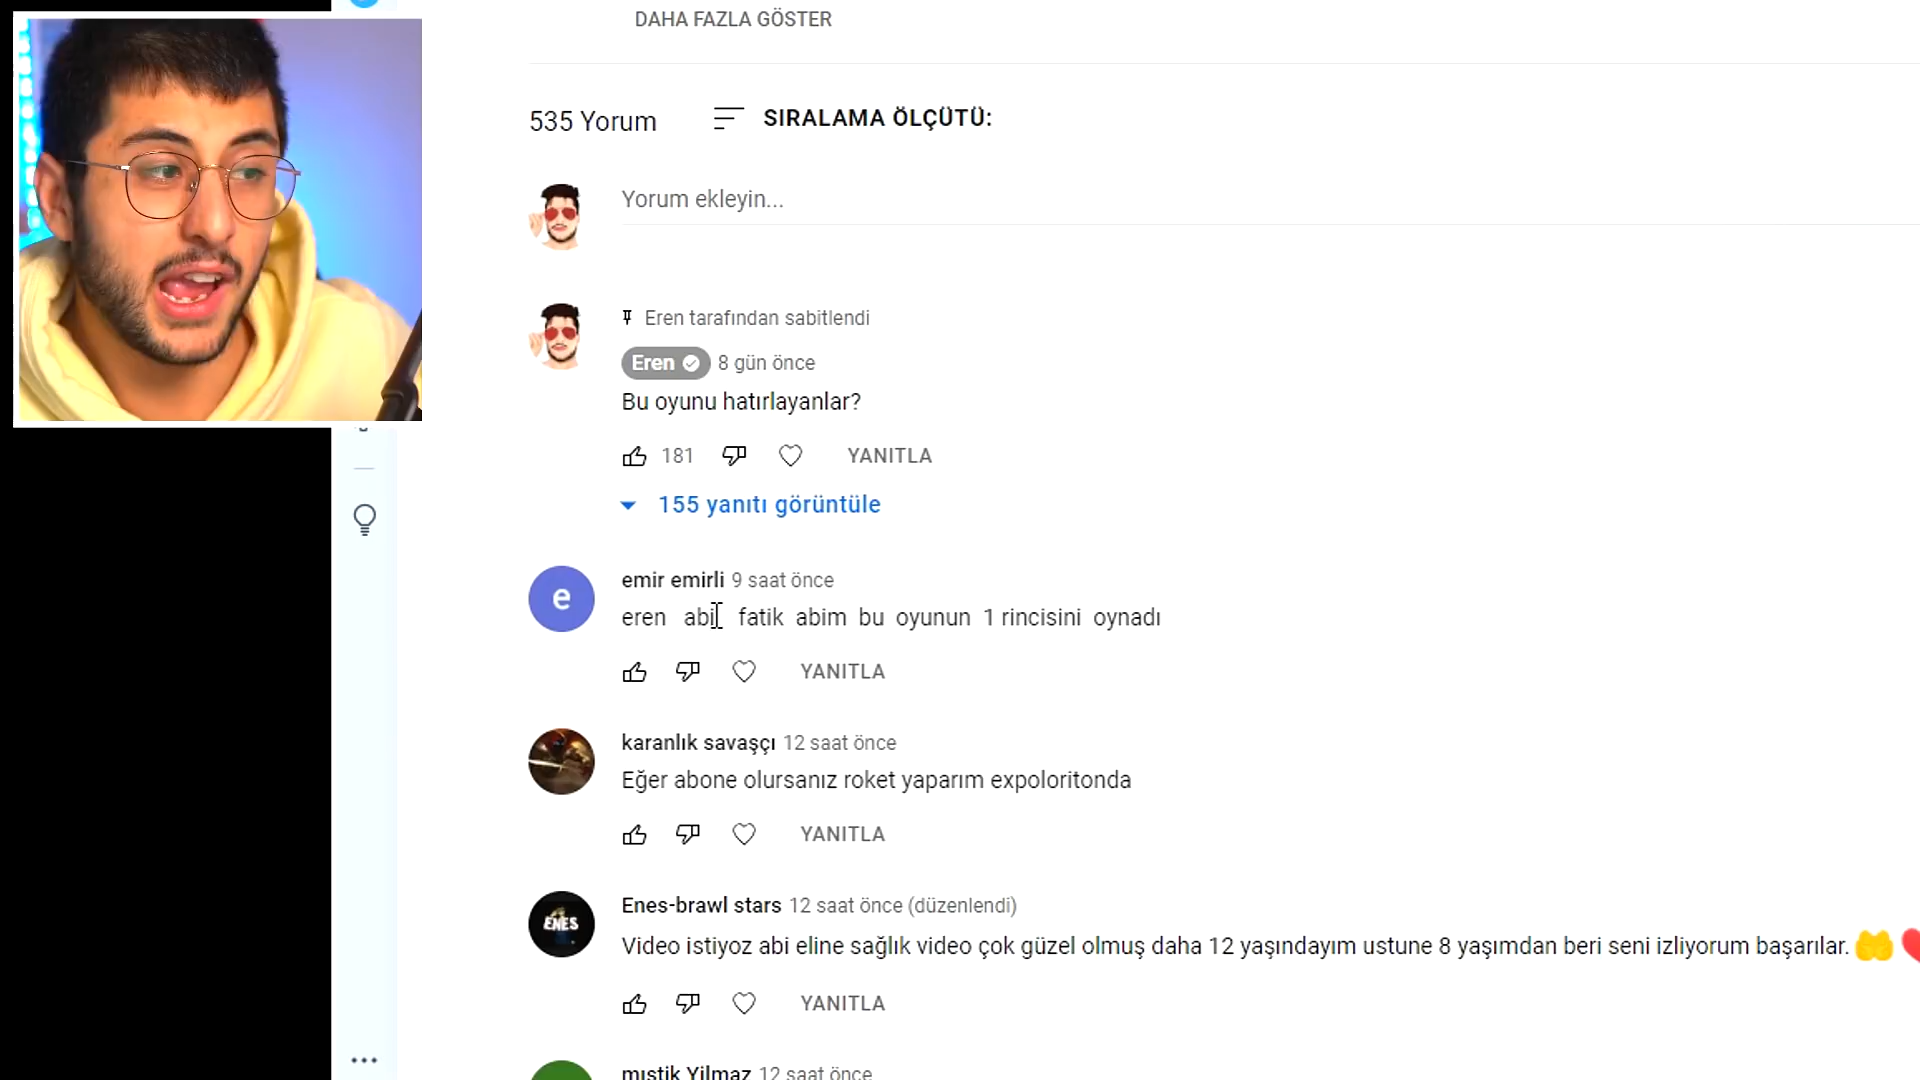 DAHA FAZLA GÖSTER
535 Yorum
SIRALAMA ÖLÇÜTÜ:
Yorum ekleyin...
Eren tarafından sabitlendi
Eren 8 gün önce
Bu oyunu hatırlayanlar?
181 YANITLA
155 yanıtı görüntüle
e
emir emirli 9 saat önce
eren abi fatik abim bu oyunun 1 rincisini oynadı
YANITLA
karanlık savaşçı 12 saat önce
Eğer abone olursanız roket yaparım expoloritonda
YANITLA
ENES
Enes-brawl stars 12 saat önce (düzenlendi)
Video istiyoz abi eline sağlık video çok güzel olmuş daha 12 yaşındayım ustune 8 yaşımdan beri seni izliyorum başarılar.
YANITLA
mıstik Yilmaz 12 saat önce